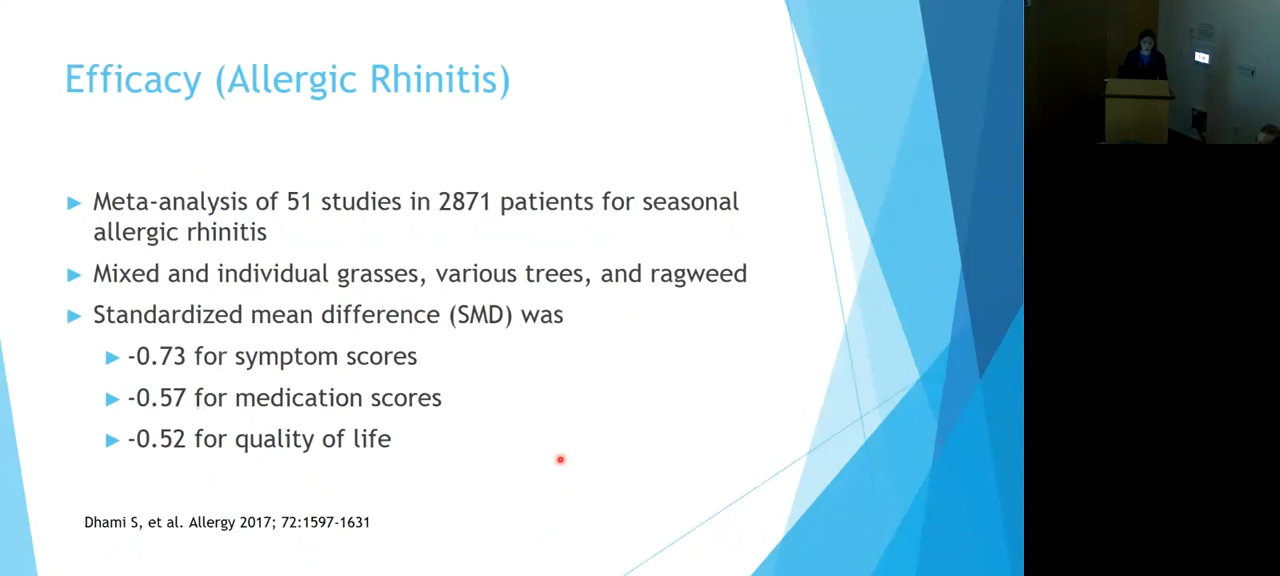 Efficacy (Allergic Rhinitis)
► Meta-analysis of 51 studies in 2871 patients for seasonal
allergic rhinitis
► Mixed and individual grasses, various trees, and ragweed
► Standardized mean difference (SMD) was
► -0.73 for symptom scores
► -0.57 for medication scores
► -0.52 for quality of life
Dhami S, et al. Allergy 2017; 72:1597-1631